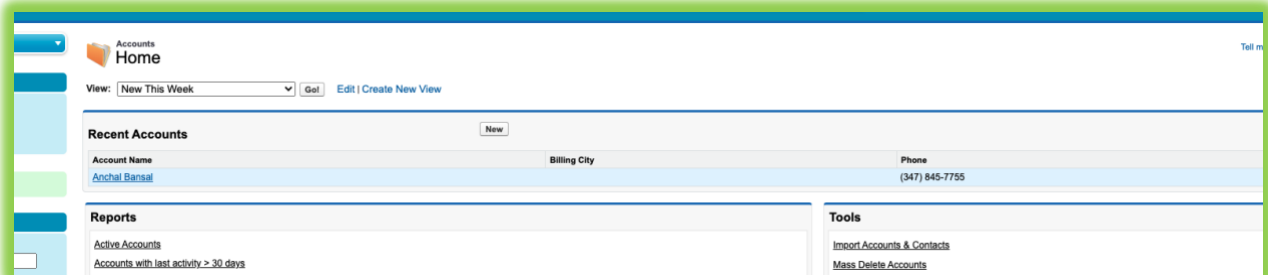 Accounts
Home
Tell m
View: New This Week Go! Edit | Create New View
Recent Accounts New
Account Name Billing City Phone
Anchal Bansal (347) 845-7755
Reports Tools
Active Accounts Import Accounts & Contacts
Accounts with last activity > 30 days Mass Delete Accounts